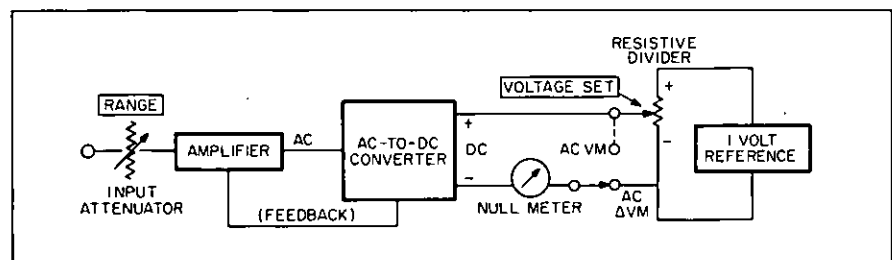 RESISTIVE
DIVIDER
VOLTAGE SET
RANGE
+
+
AMPLIFIER
AC
AC-TO-DC
CONVERTER
DC
AC VM
-
1 VOLT
REFERENCE
-
INPUT
ATTENUATOR
(FEEDBACK)
NULL METER
AC
ΔVM